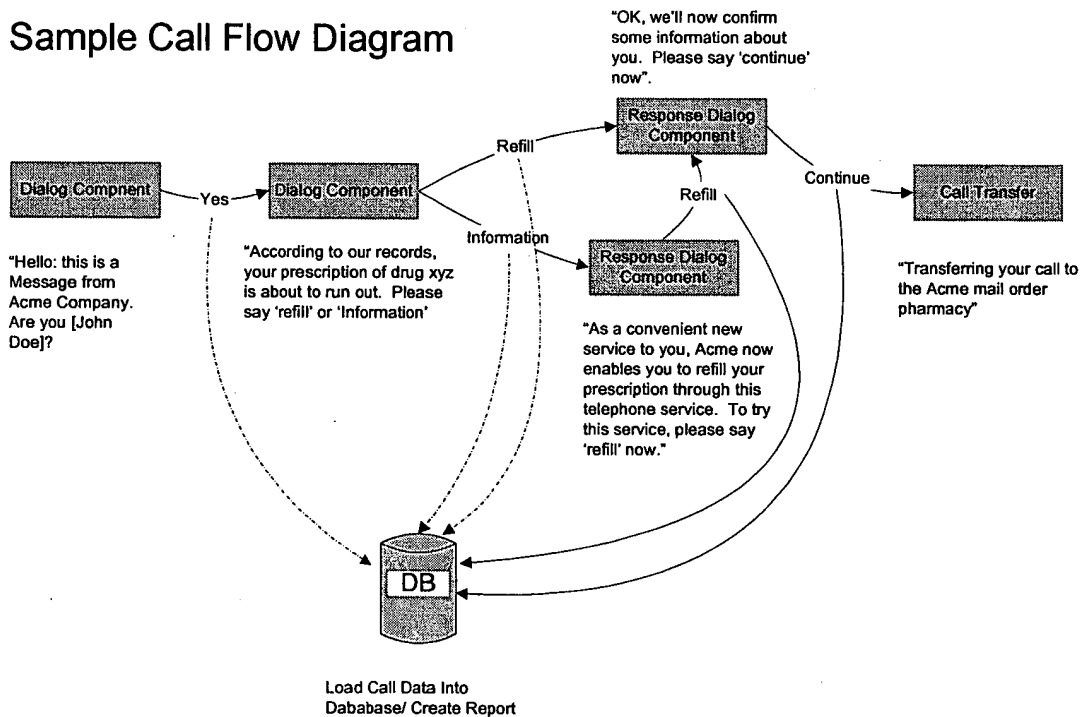 Sample Call Flow Diagram
"OK, we'll now confirm
some information about
you. Please say 'continue'
now".
Response Dialog
Component
Refill
Dialog Compnent
Yes
Dialog Component
Refill
Continue
Call Transfer
Information
Response Dialog
Component
"Hello: this is a
Message from
Acme Company.
Are you [John
Doe]?
"According to our records,
your prescription of drug xyz
is about to run out. Please
say 'refill' or 'Information'
"Transferring your call to
the Acme mail order
pharmacy"
"As a convenient new
service to you, Acme now
enables you to refill your
prescription through this
telephone service. To try
this service, please say
'refill' now."
DB
Load Call Data Into
Dababase/ Create Report